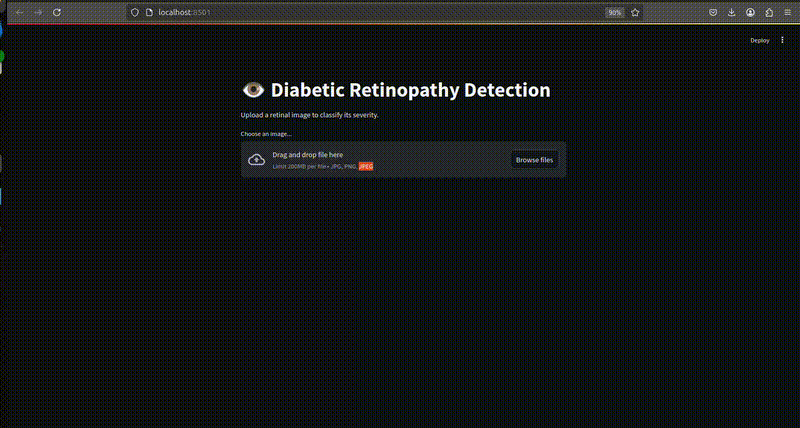 localhost:8501
90%
Deploy
Diabetic Retinopathy Detection
Upload a retinal image to classify its severity.
Choose an image...
Drag and drop file here
Limit 200MB per file • JPG, PNG, JPEG
Browse files